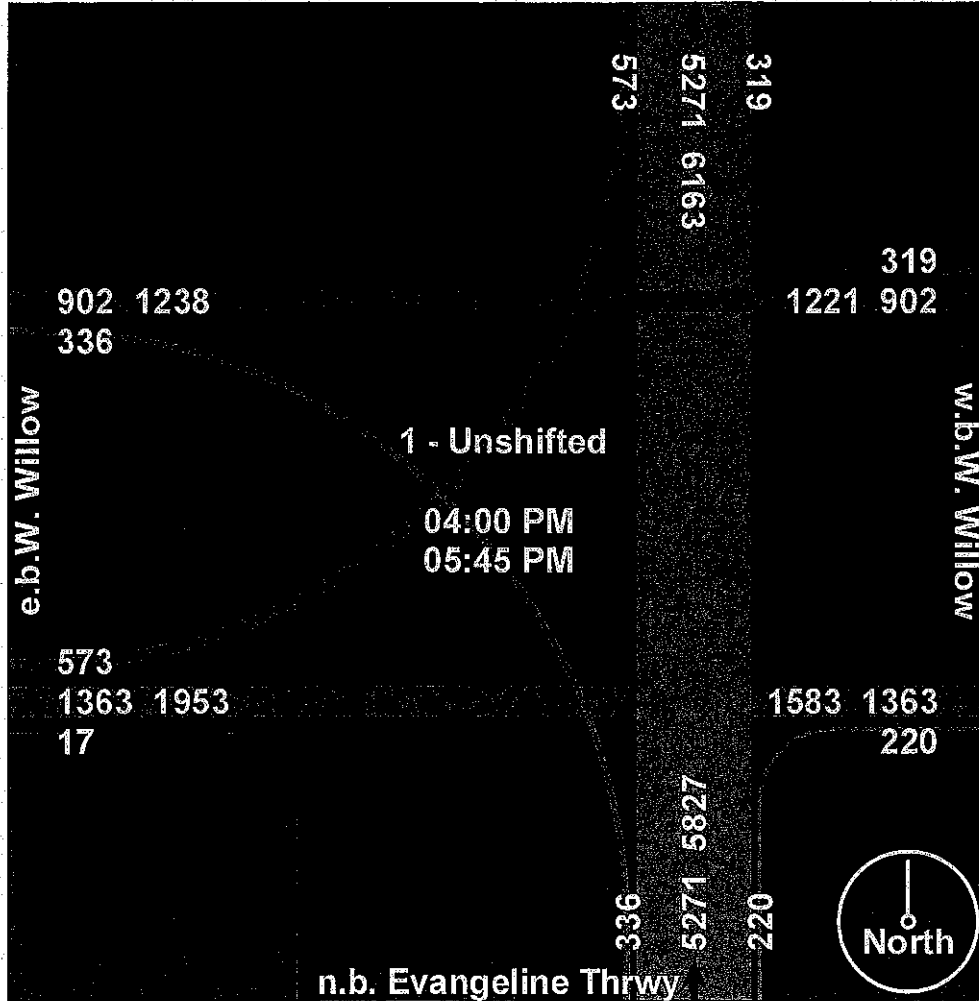 573
5271 6163
319
319
902 1238
1221 902
336
e.b.W. Willow
w.b.W. Willow
1 - Unshifted
04:00 PM
05:45 PM
573
1363 1953
1583 1363
17
220
336
5271 5827
220
North
n.b. Evangeline Thrwy